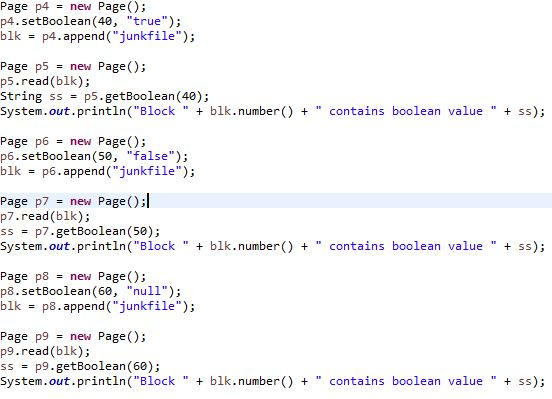 Page p4 = new Page();
p4.setBoolean(40, "true");
blk = p4.append("junkfile");
Page p5 = new Page();
p5.read(blk);
String ss = p5.getBoolean(40);
System.out.println("Block " + blk.number() + " contains boolean value " + ss);
Page p6 = new Page();
p6.setBoolean(50, "false");
blk = p6.append("junkfile");
Page p7 = new Page();
p7.read(blk);
ss = p7.getBoolean(50);
System.out.println("Block " + blk.number() + " contains boolean value " + ss);
Page p8 = new Page();
p8.setBoolean(60, "null");
blk = p8.append("junkfile");
Page p9 = new Page();
p9.read(blk);
ss = p9.getBoolean(60);
System.out.println("Block " + blk.number() + " contains boolean value " + ss);